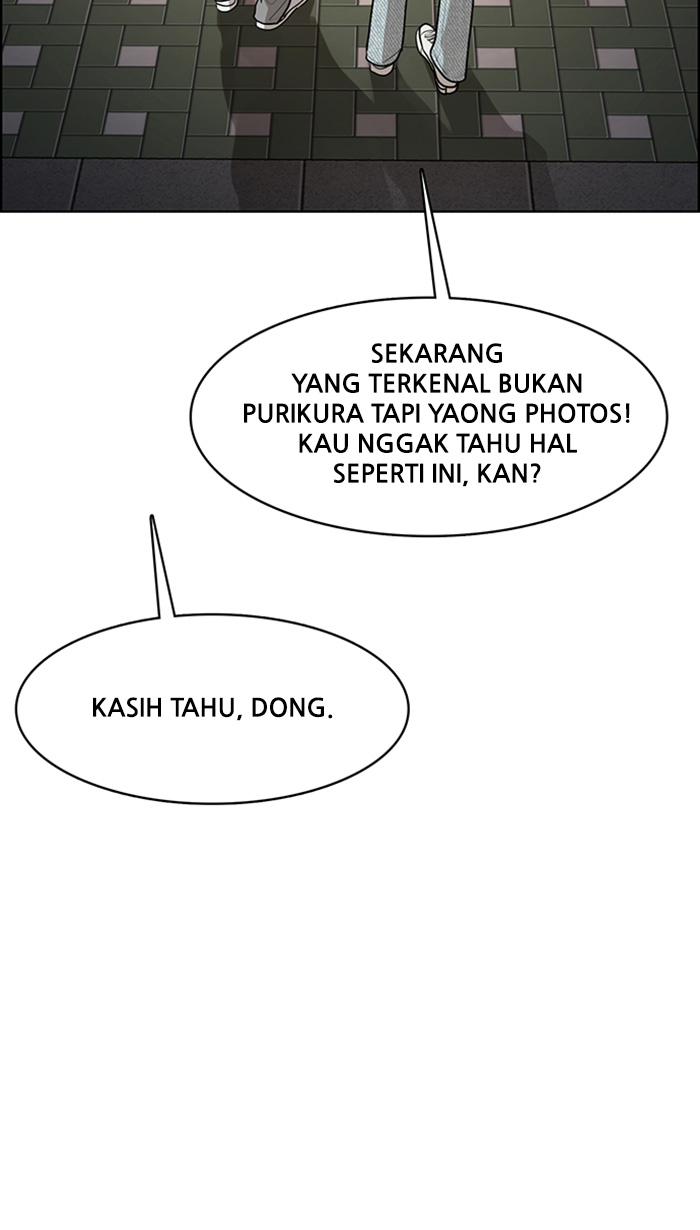 SEKARANG
YANG TERKENAL BUKAN
PURIKURA TAPI YAONG PHOTOS!
KAU NGGAK TAHU HAL
SEPERTI INI, KAN?
KASIH TAHU, DONG.